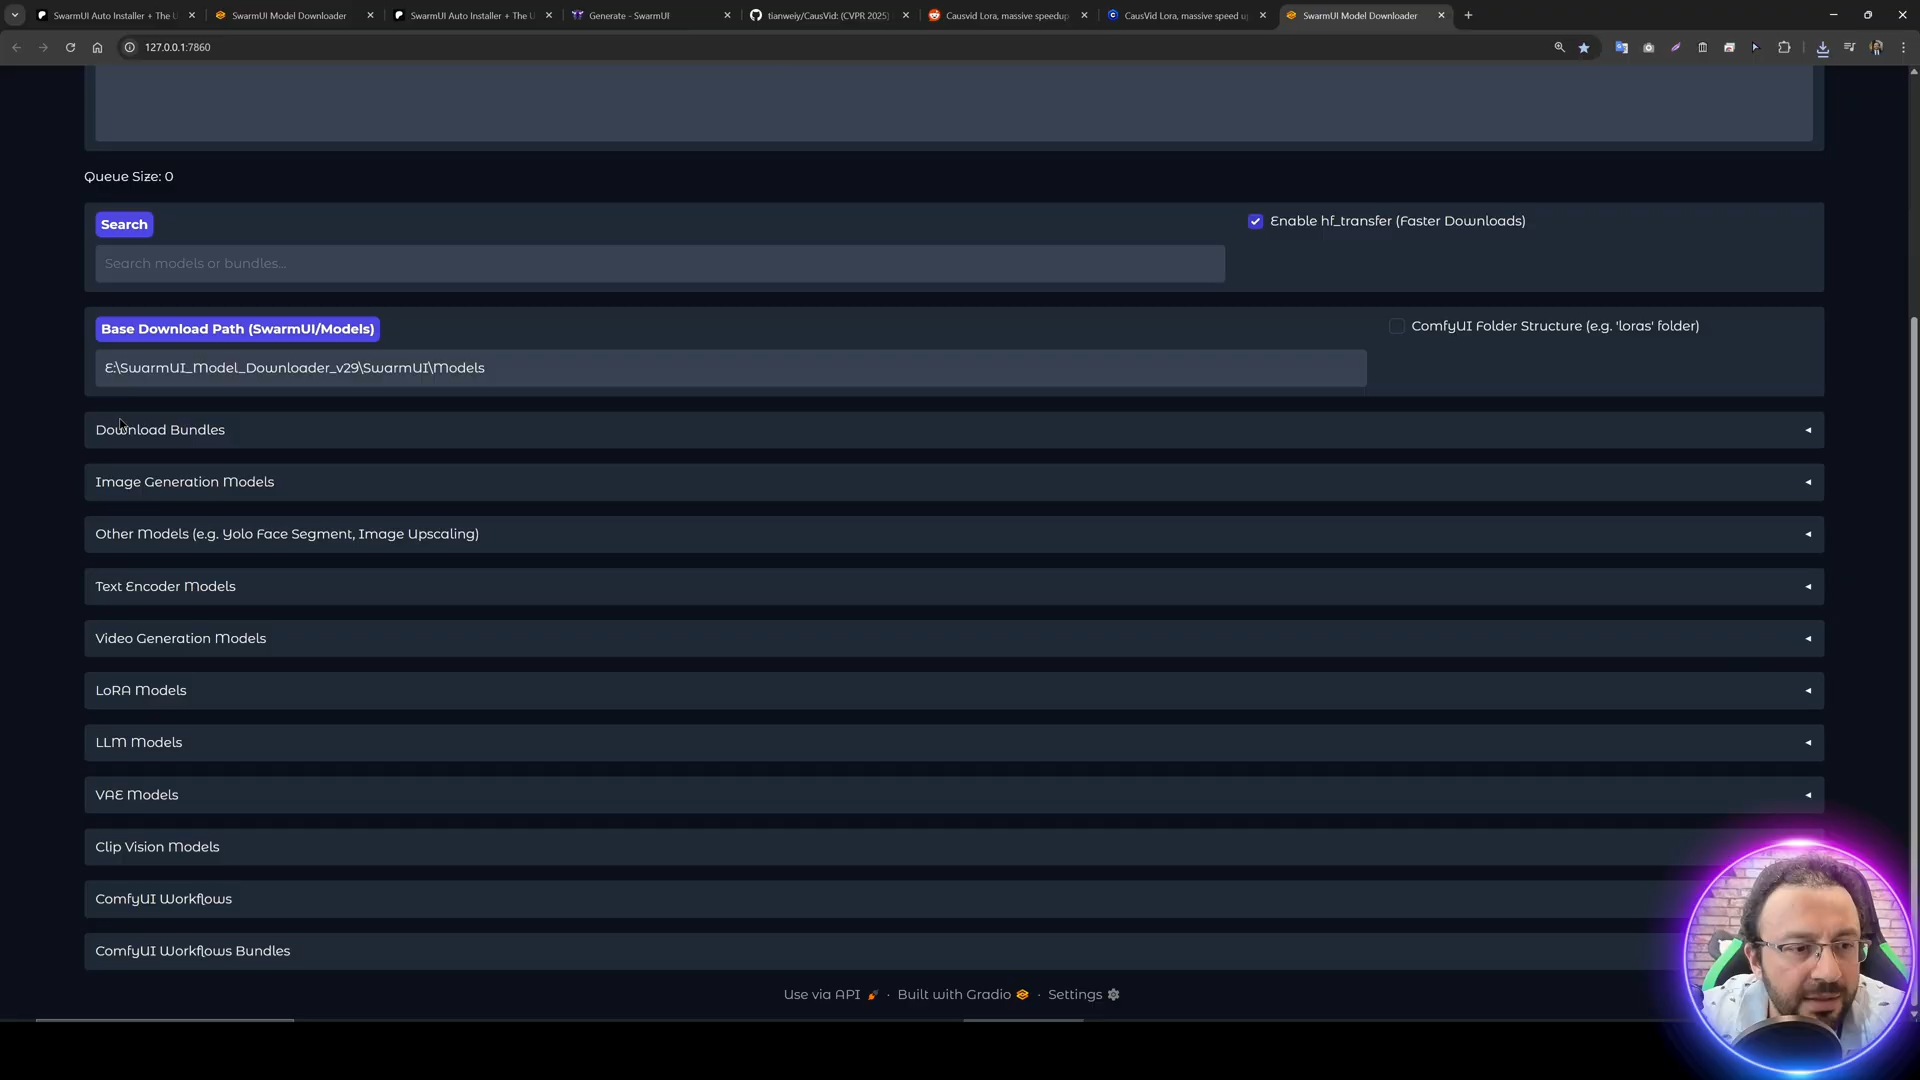 SwarmUI Auto Installer + The U
SwarmUI Model Downloader
SwarmUI Auto Installer + The U
Generate - SwarmUI
tianweiy/CausVid: (CVPR 2025)
Causvid Lora, massive speedup
CausVid Lora, massive speed u
SwarmUI Model Downloader
127.0.0.1:7860
Queue Size: 0
Search
Enable hf_transfer (Faster Downloads)
Search models or bundles...
Base Download Path (SwarmUI/Models)
ComfyUI Folder Structure (e.g. 'loras' folder)
E:\SwarmUI_Model_Downloader_v29\SwarmUI\Models
Download Bundles
Image Generation Models
Other Models (e.g. Yolo Face Segment, Image Upscaling)
Text Encoder Models
Video Generation Models
LoRA Models
LLM Models
VAE Models
Clip Vision Models
ComfyUI Workflows
ComfyUI Workflows Bundles
Use via API · Built with Gradio · Settings